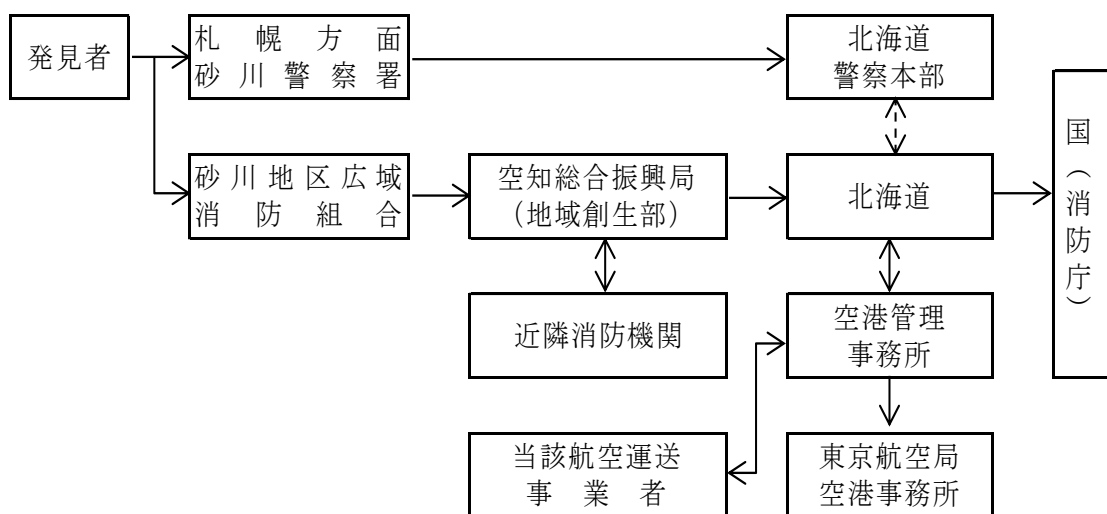 発見者
札幌方面
砂川警察署
北海道
警察本部
国（消防庁）
砂川地区広域
消防組合
空知総合振興局
（地域創生部）
北海道
近隣消防機関
空港管理
事務所
当該航空運送
事業者
東京航空局
空港事務所